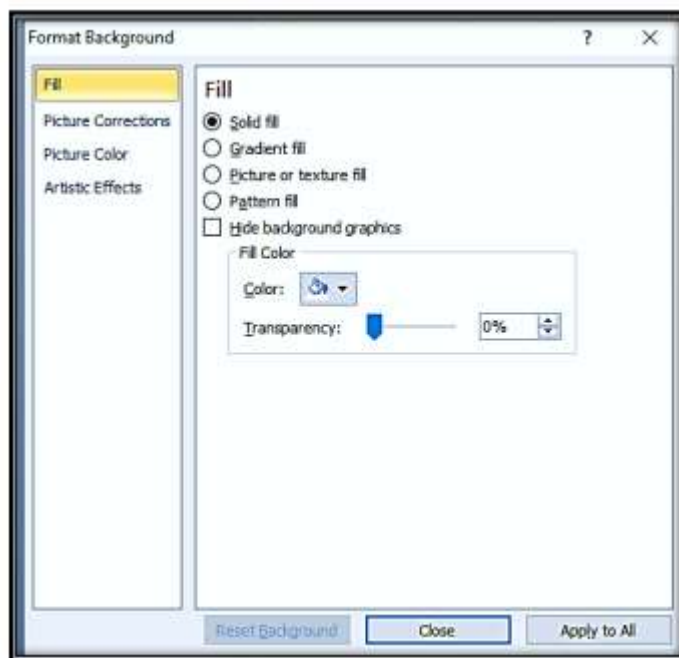 Format Background
?
Fill
Picture Corrections
Picture Color
Artistic Effects
Fill
Solid fill
Gradient fill
Picture or texture fill
Pattern fill
Hide background graphics
Fill Color
Color:
Transparency: 0%
Reset Background Close Apply to All